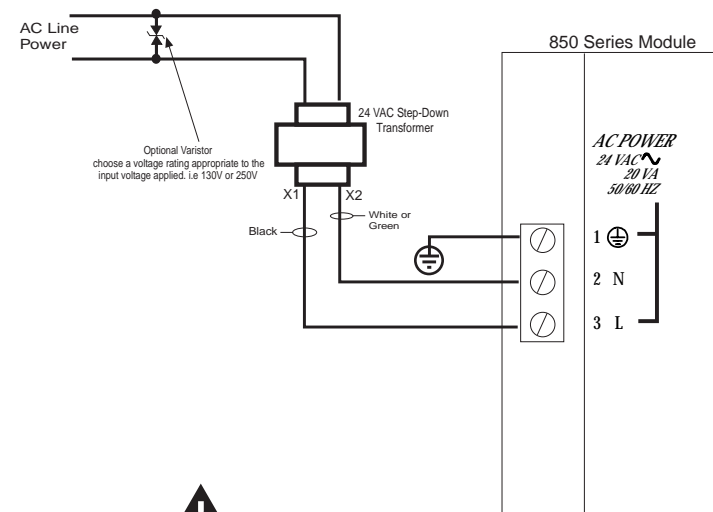 AC Line
Power
850 Series Module
24 VAC Step-Down
Transformer
Optional Varistor
choose a voltage rating appropriate to the
input voltage applied. i.e 130V or 250V
AC POWER
24 VAC
20 VA
50/60 HZ
X1
X2
White or
Green
Black
1
2 N
3 L